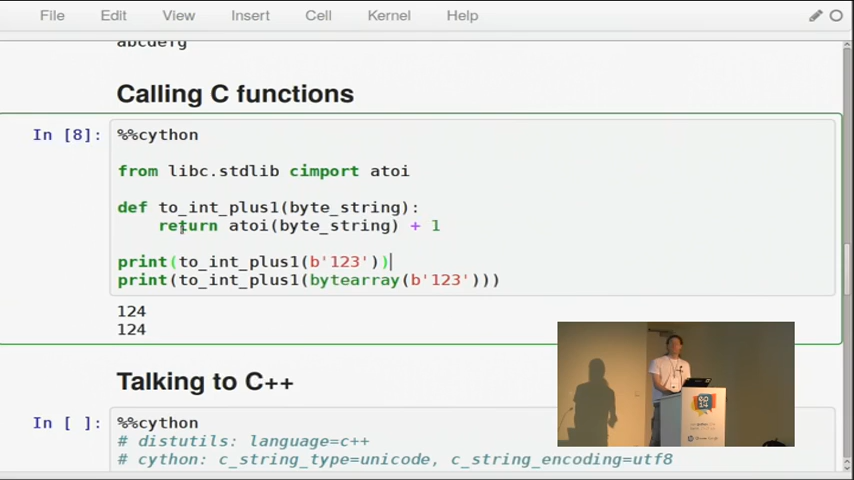 File Edit View Insert Cell Kernel Help
abcdefg
Calling C functions
In [8]: %%cython
from libc.stdlib cimport atoi
def to_int_plus1(byte_string):
return atoi(byte_string) + 1
print(to_int_plus1(b'123'))
print(to_int_plus1(bytearray(b'123')))
124
124
Talking to C++
In [ ]: %%cython
# distutils: language=c++
# cython: c_string_type=unicode, c_string_encoding=utf8
ep
14